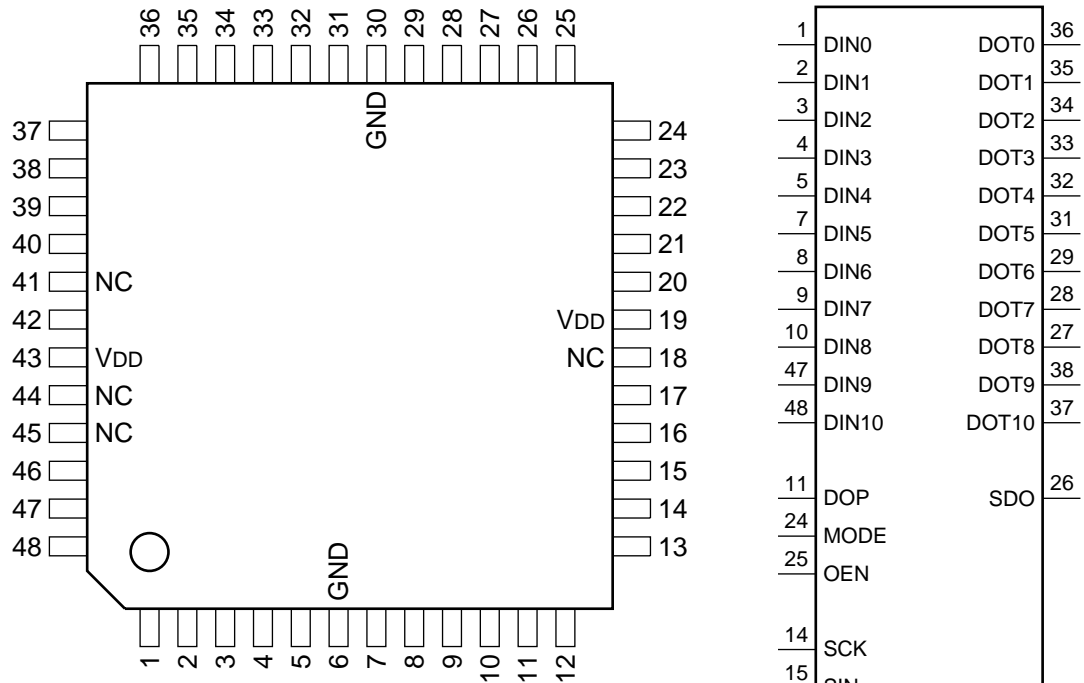 36 35 34 33 32 31 30 29 28 27 26 25
GND
37 24
38 23
39 22
40 21
41 NC 20
42 VDD 19
43 VDD NC 18
44 NC 17
45 NC 16
46 15
47 14
48 13
GND
1 2 3 4 5 6 7 8 9 10 11 12
1 DIN0 DOT0 36
2 DIN1 DOT1 35
3 DIN2 DOT2 34
4 DIN3 DOT3 33
5 DIN4 DOT4 32
7 DIN5 DOT5 31
8 DIN6 DOT6 29
9 DIN7 DOT7 28
10 DIN8 DOT8 27
47 DIN9 DOT9 38
48 DIN10 DOT10 37
11 DOP SDO 26
24 MODE
25 OEN
14 SCK
15